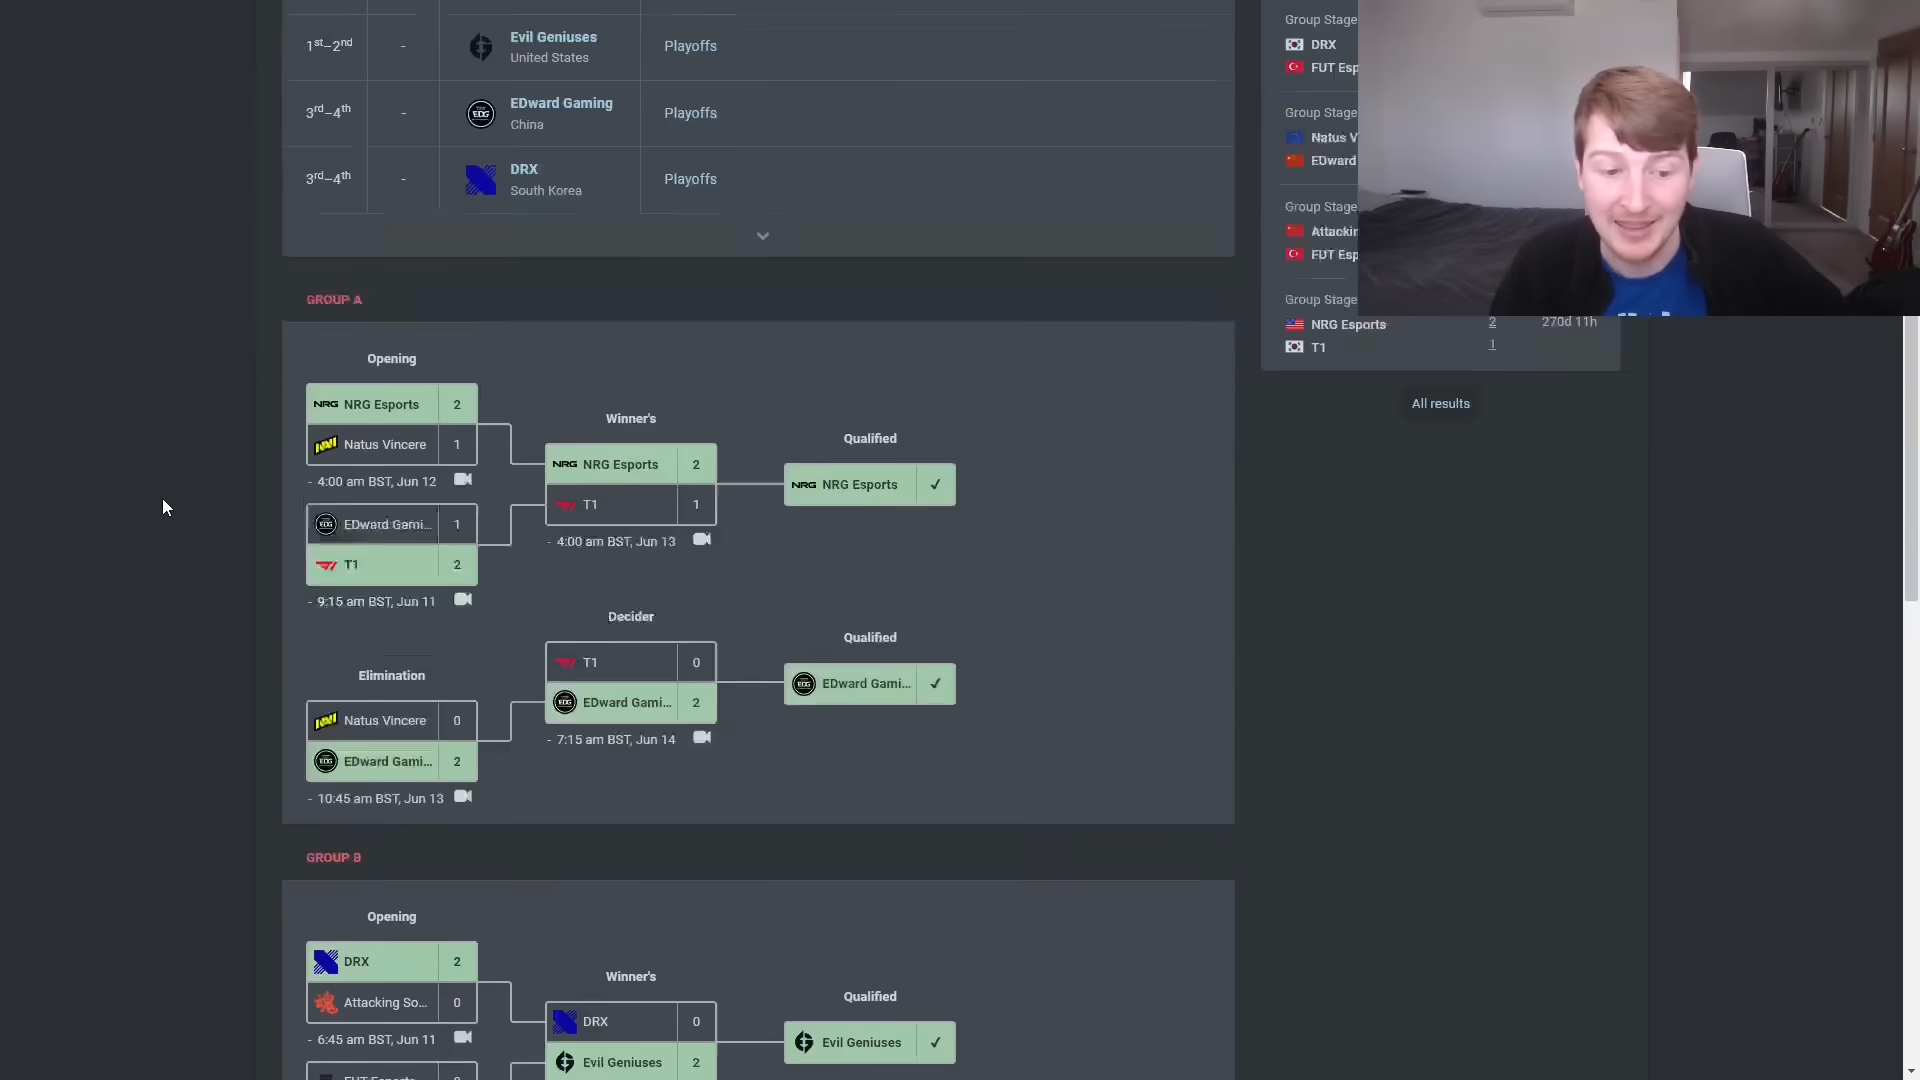 1st–2nd - Evil Geniuses United States Playoffs
3rd–4th - EDward Gaming China Playoffs
3rd–4th - DRX South Korea Playoffs
GROUP A
Opening
NRG Esports 2
Natus Vincere 1
- 4:00 am BST, Jun 12
EDward Gami... 1
T1 2
- 9:15 am BST, Jun 11
Winner's
NRG Esports 2
T1 1
- 4:00 am BST, Jun 13
Qualified
NRG Esports ✓
Elimination
Natus Vincere 0
EDward Gami... 2
- 10:45 am BST, Jun 13
Decider
T1 0
EDward Gami... 2
- 7:15 am BST, Jun 14
Qualified
EDward Gami... ✓
GROUP B
Opening
DRX 2
Attacking So... 0
- 6:45 am BST, Jun 11
Winner's
DRX 0
Evil Geniuses 2
Qualified
Evil Geniuses ✓
Group Stage
DRX
FUT Esp
Group Stage
Natus V
EDward
Group Stage
Attackin
FUT Esp
Group Stage
NRG Esports 2 270d 11h
T1 1
All results